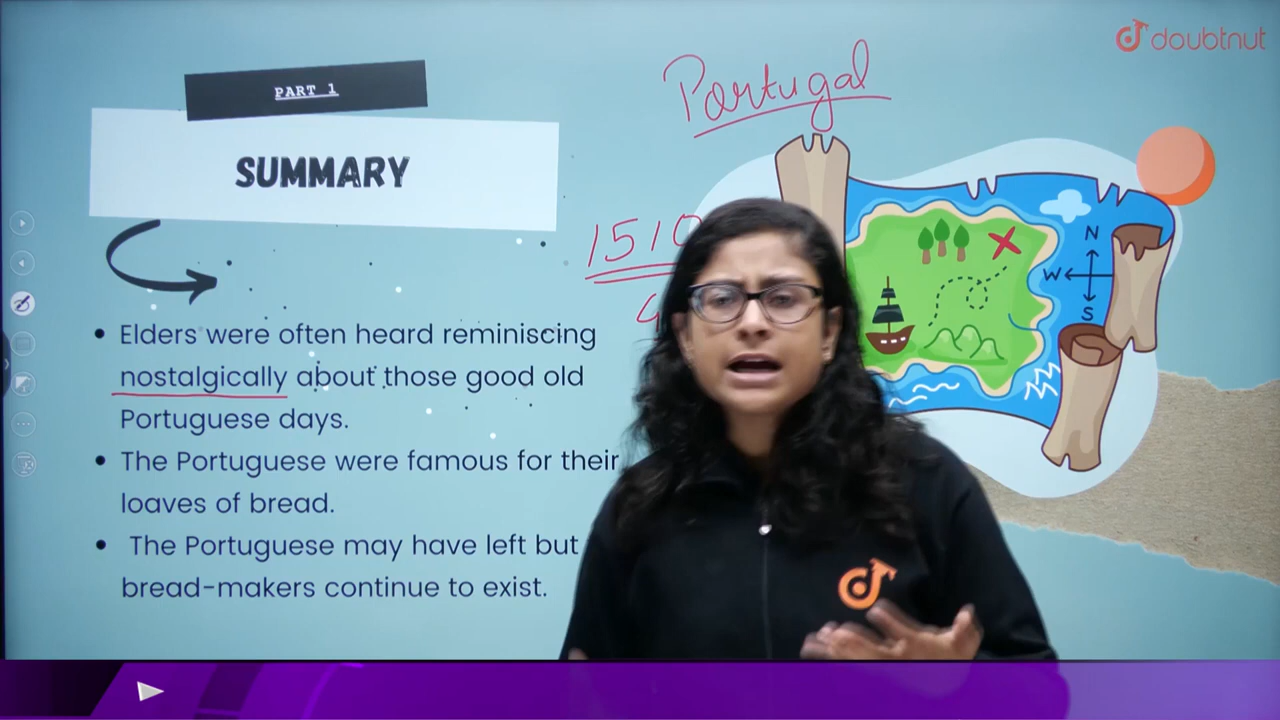 doubtnut
Portugal
PART 1
SUMMARY
1510
N
W
S
Elders were often heard reminiscing
nostalgically about those good old
Portuguese days.
The Portuguese were famous for their
loaves of bread.
The Portuguese may have left but
bread-makers continue to exist.